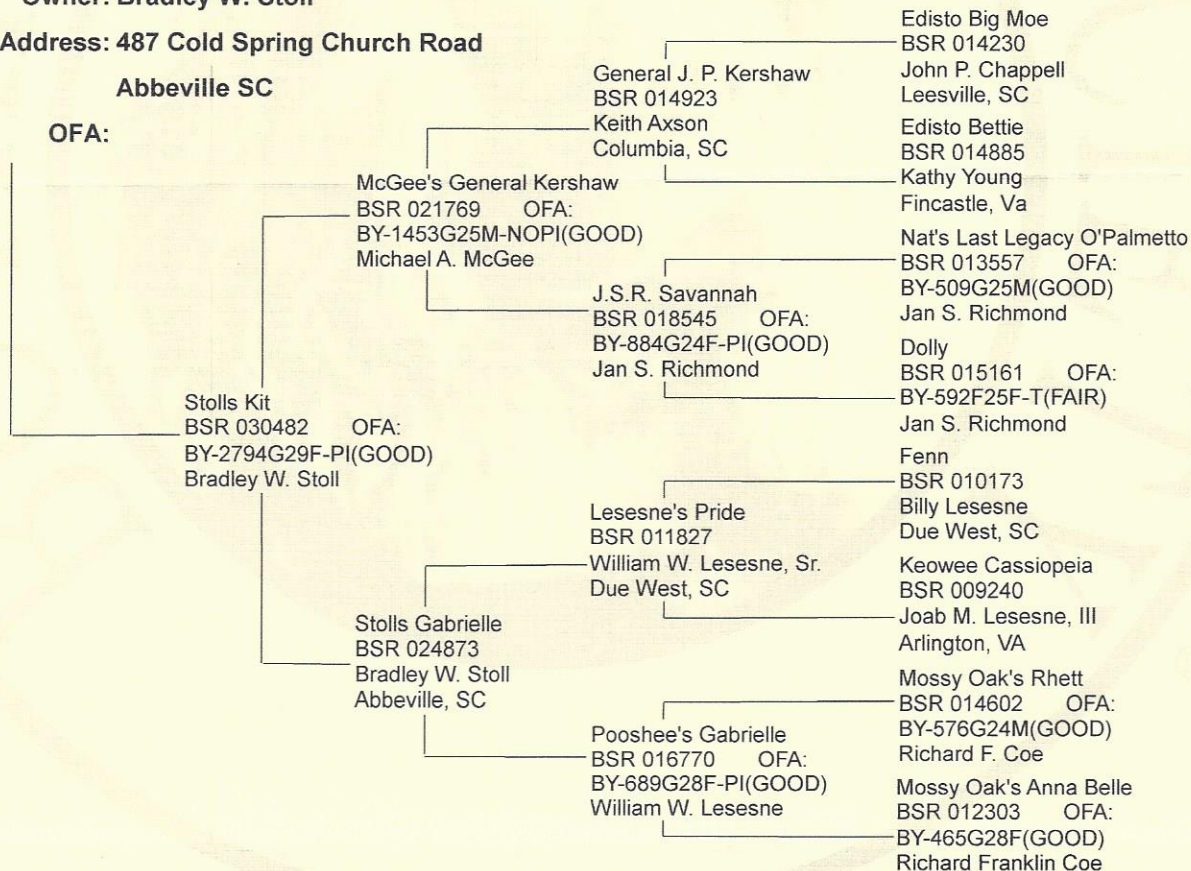 Owner: Bradley W. Stoll
Address: 487 Cold Spring Church Road
Abbeville SC
OFA:
Stolls Kit
BSR 030482 OFA:
BY-2794G29F-PI(GOOD)
Bradley W. Stoll
McGee's General Kershaw
BSR 021769 OFA:
BY-1453G25M-NOPI(GOOD)
Michael A. McGee
Stolls Gabrielle
BSR 024873
Bradley W. Stoll
Abbeville, SC
General J. P. Kershaw
BSR 014923
Keith Axson
Columbia, SC
J.S.R. Savannah
BSR 018545 OFA:
BY-884G24F-PI(GOOD)
Jan S. Richmond
Lesesne's Pride
BSR 011827
William W. Lesesne, Sr.
Due West, SC
Pooshee's Gabrielle
BSR 016770 OFA:
BY-689G28F-PI(GOOD)
William W. Lesesne
Edisto Big Moe
BSR 014230
John P. Chappell
Leesville, SC
Edisto Bettie
BSR 014885
Kathy Young
Fincastle, Va
Nat's Last Legacy O'Palmetto
BSR 013557 OFA:
BY-509G25M(GOOD)
Jan S. Richmond
Dolly
BSR 015161 OFA:
BY-592F25F-T(FAIR)
Jan S. Richmond
Fenn
BSR 010173
Billy Lesesne
Due West, SC
Keowee Cassiopeia
BSR 009240
Joab M. Lesesne, III
Arlington, VA
Mossy Oak's Rhett
BSR 014602 OFA:
BY-576G24M(GOOD)
Richard F. Coe
Mossy Oak's Anna Belle
BSR 012303 OFA:
BY-465G28F(GOOD)
Richard Franklin Coe